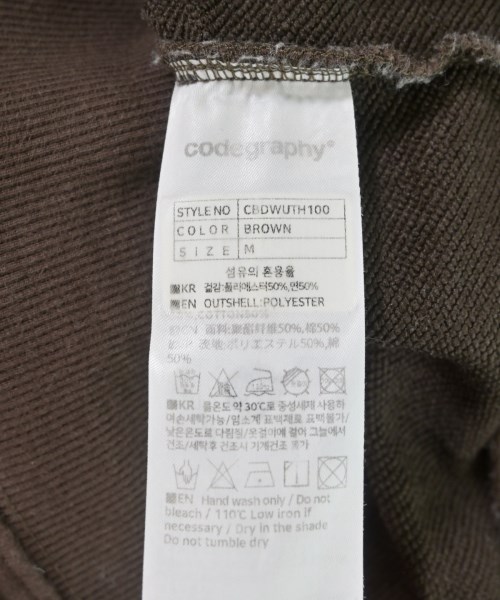 codegraphy®
STYLE NO CBDWUTH100
COLOR BROWN
SIZE M
섬유의 혼용율
KR 겉감:폴리에스터50%,면50%
EN OUTSHELL:POLYESTER
50%,COTTON50%
CN 面料:聚酯纤维50%,棉50%
表地:ポリエステル50%,綿
50%
KR 물온도 약 30℃로 중성세제 사용하
여손세탁가능/염소계 표백제로 표백불가/
낮은온도로 다림질/옷걸이에 걸어 그늘에서
건조/세탁후 건조시 기계건조 불가
EN Hand wash only / Do not
bleach / 110℃ Low iron if
necessary / Dry in the shade
Do not tumble dry